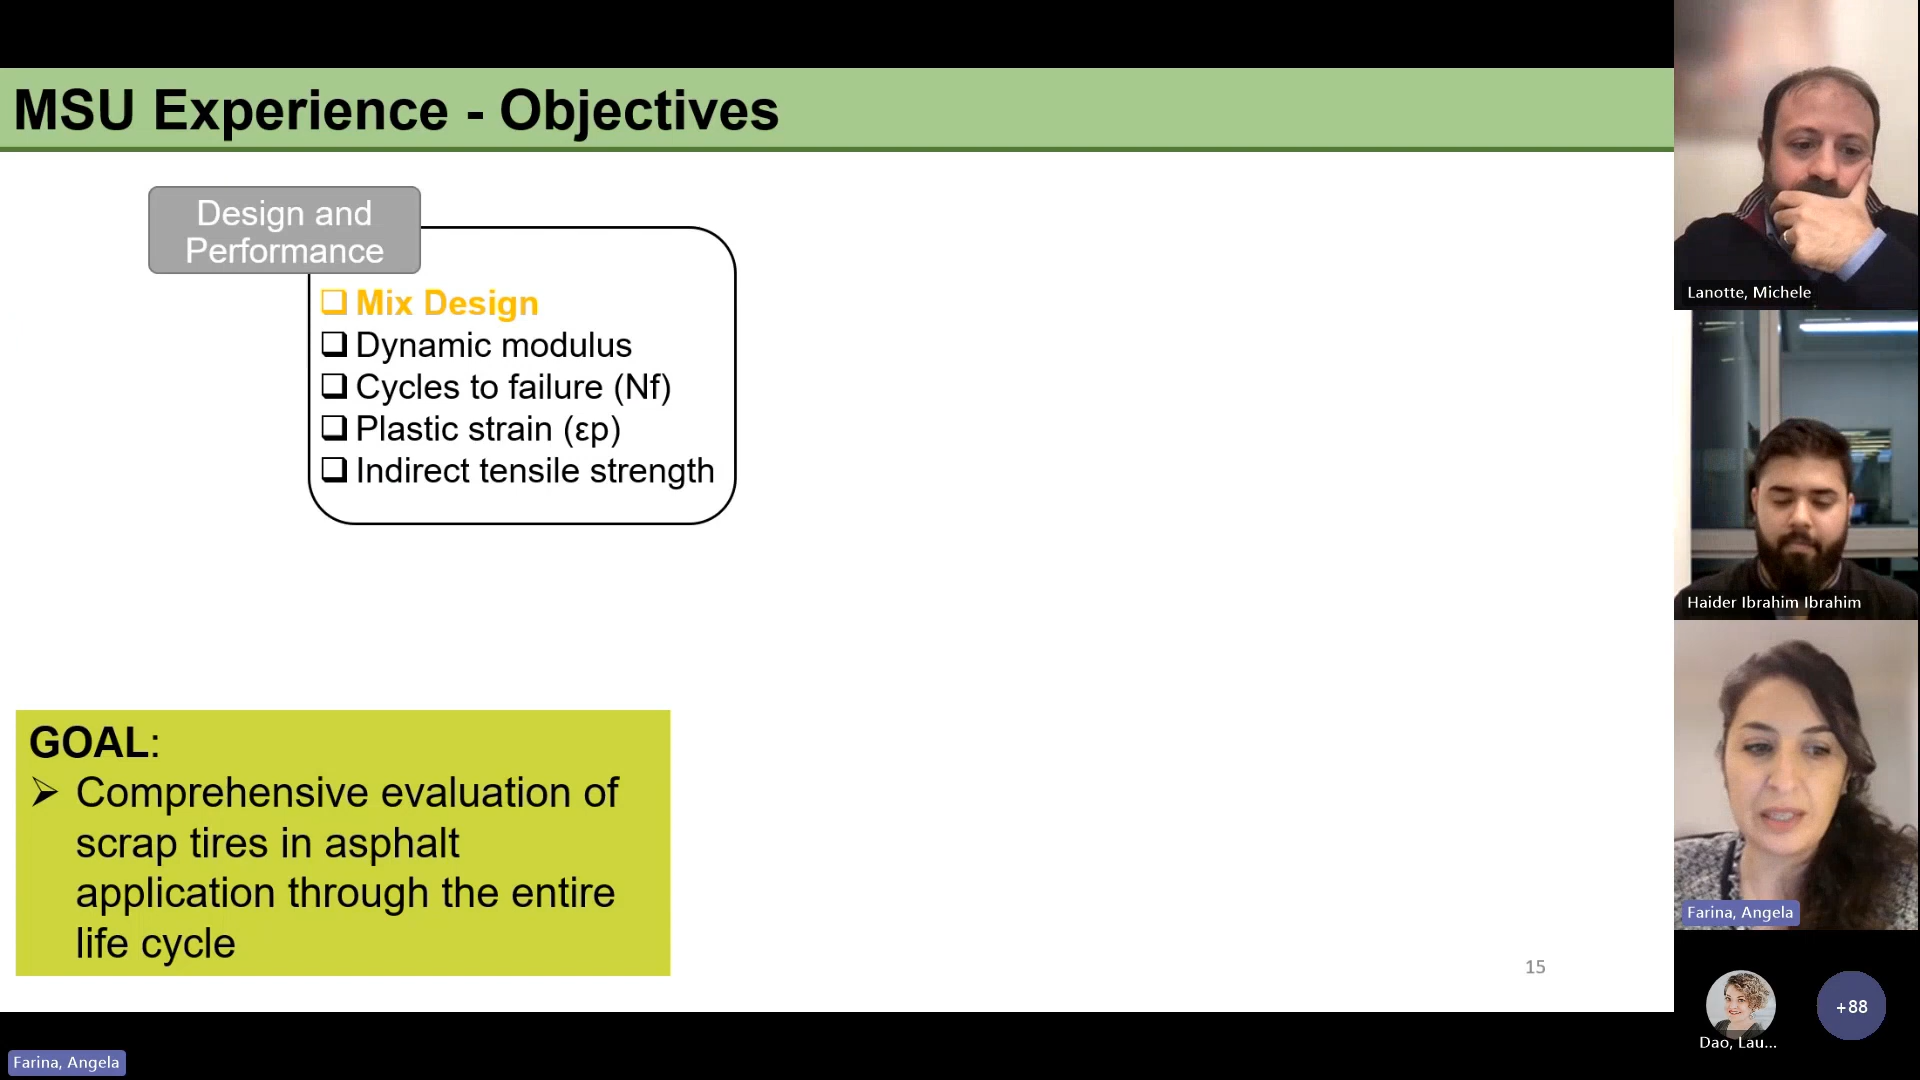 MSU Experience - Objectives
Design and
Performance
❑ Mix Design
❑ Dynamic modulus
❑ Cycles to failure (Nf)
❑ Plastic strain (εp)
❑ Indirect tensile strength
GOAL:
➢ Comprehensive evaluation of
scrap tires in asphalt
application through the entire
life cycle
15
Lanotte, Michele
Haider Ibrahim Ibrahim
Farina, Angela
Dao, Lau...
+88
Farina, Angela